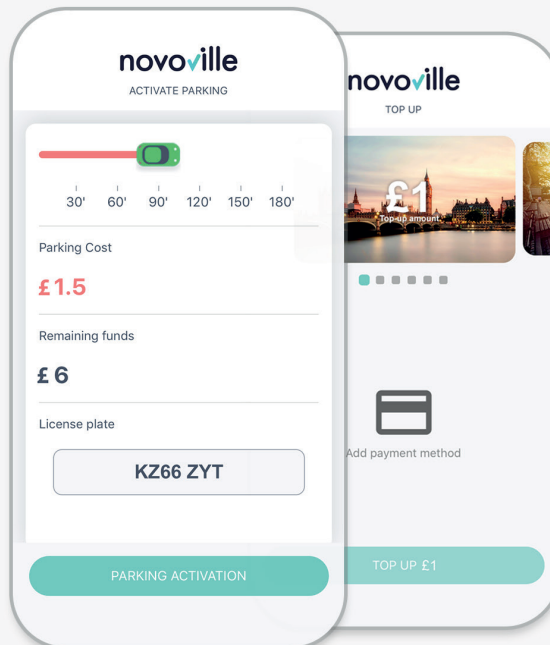 novoville
ACTIVATE PARKING
30' 60' 90' 120' 150' 180'
Parking Cost
£1.5
Remaining funds
£ 6
License plate
KZ66 ZYT
PARKING ACTIVATION
novoville
TOP UP
£1
Top-up amount
Add payment method
TOP UP £1